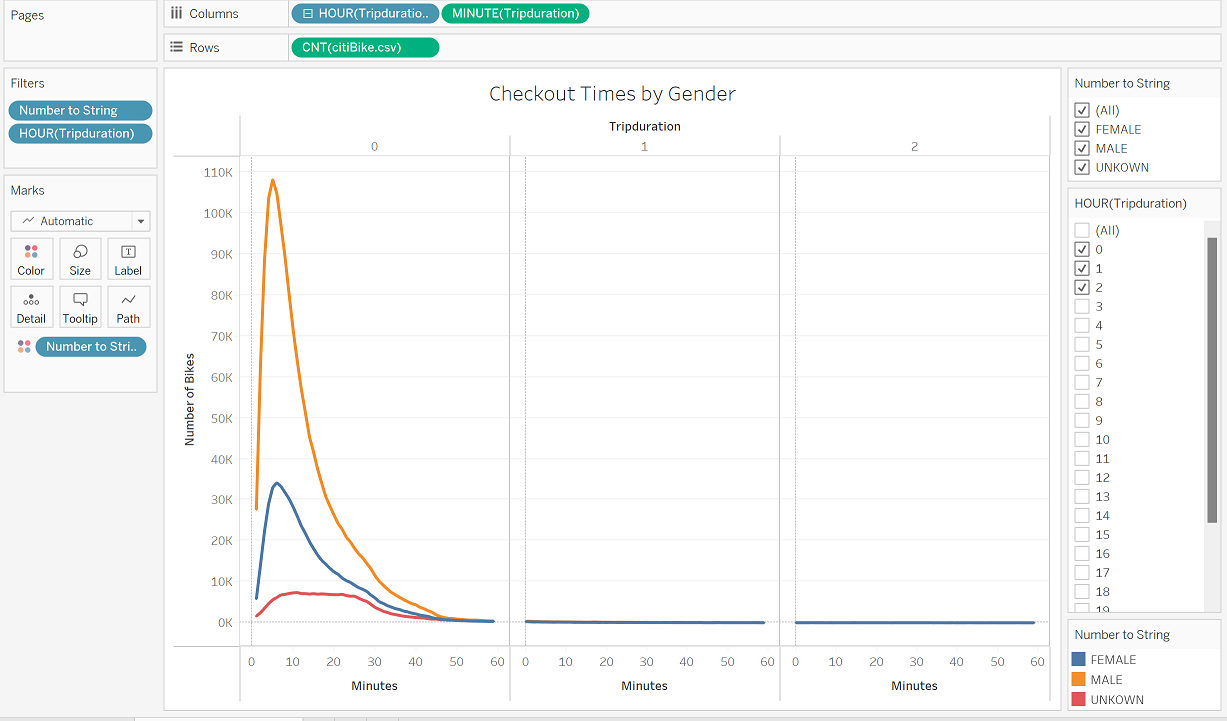 Pages
Columns
HOUR(Tripduratio..
MINUTE(Tripduration)
Rows
CNT(citiBike.csv)
Filters
Number to String
HOUR(Tripduration)
Marks
Automatic
Color
Size
Label
Detail
Tooltip
Path
Number to Stri..
Checkout Times by Gender
Tripduration
0 1 2
Number of Bikes
110K
100K
90K
80K
70K
60K
50K
40K
30K
20K
10K
0K
0 10 20 30 40 50 60 0 10 20 30 40 50 60 0 10 20 30 40 50 60
Minutes Minutes Minutes
Number to String
(All)
FEMALE
MALE
UNKOWN
HOUR(Tripduration)
(All)
0
1
2
3
4
5
6
7
8
9
10
11
12
13
14
15
16
17
18
19
Number to String
FEMALE
MALE
UNKOWN